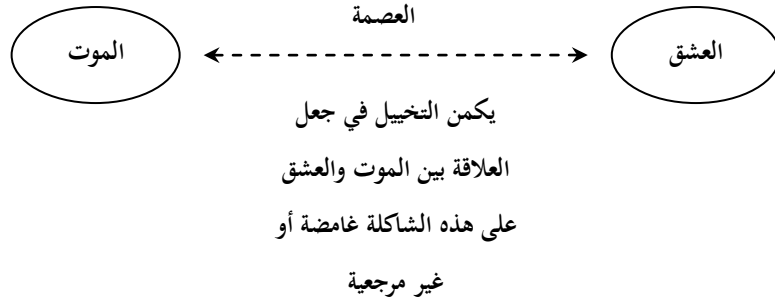 العصمة
العشق
الموت
يكمن التخييل في جعل
العلاقة بين الموت والعشق
على هذه الشاكلة غامضة أو
غير مرجعية